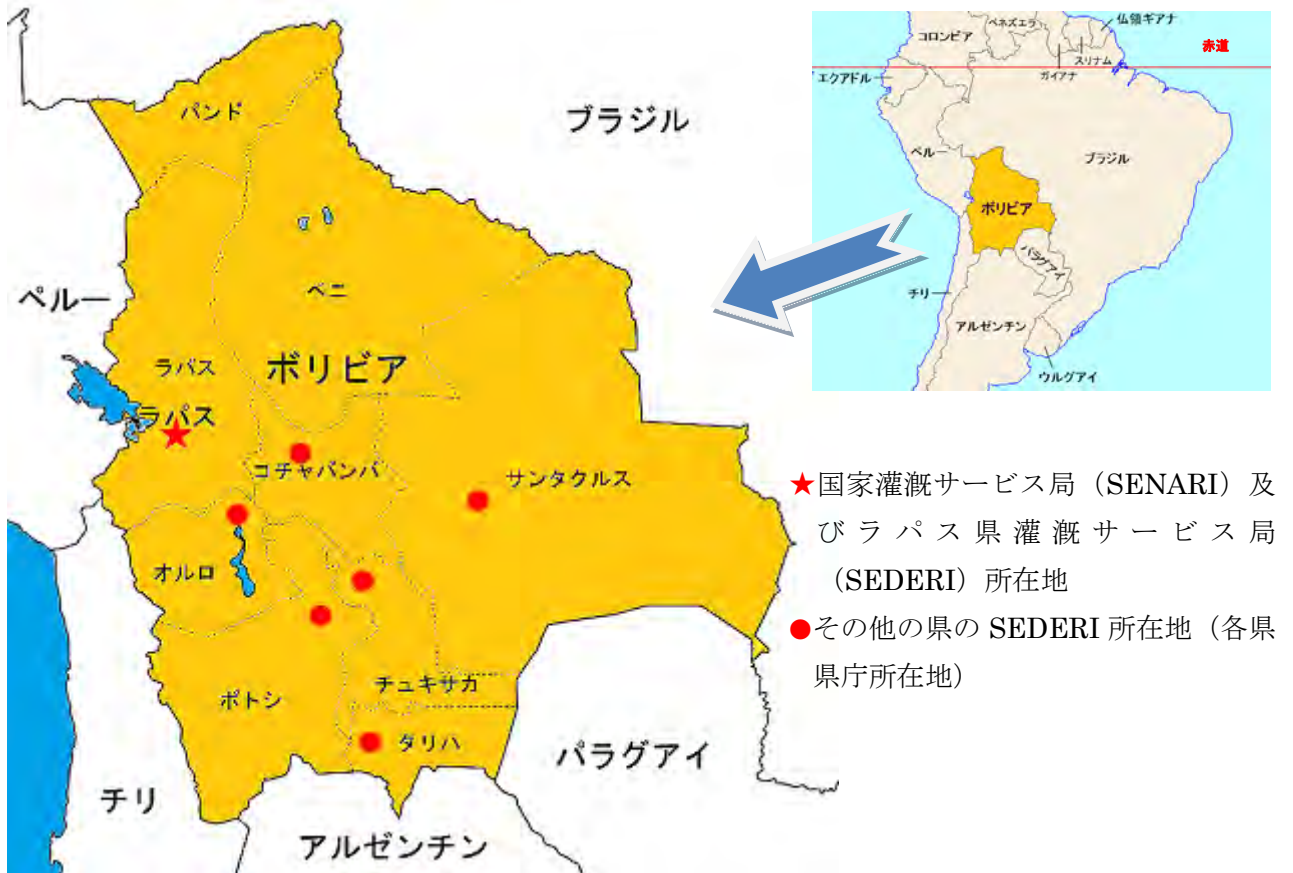 パンド
ブラジル
ペルー
ベニ
ラパス
ボリビア
ラパス
コチャバンバ
サンタクルス
オルロ
ポトシ
チュキサカ
タリハ
パラグアイ
チリ
アルゼンチン
ベネズエラ
仏領ギアナ
コロンビア
赤道
スリナム
ガイアナ
エクアドル
ペルー
ブラジル
ボリビア
パラグアイ
チリ
アルゼンチン
ウルグアイ
★国家灌漑サービス局（SENARI）及
びラパス県灌漑サービス局
（SEDERI）所在地
●その他の県の SEDERI 所在地（各県
県庁所在地）